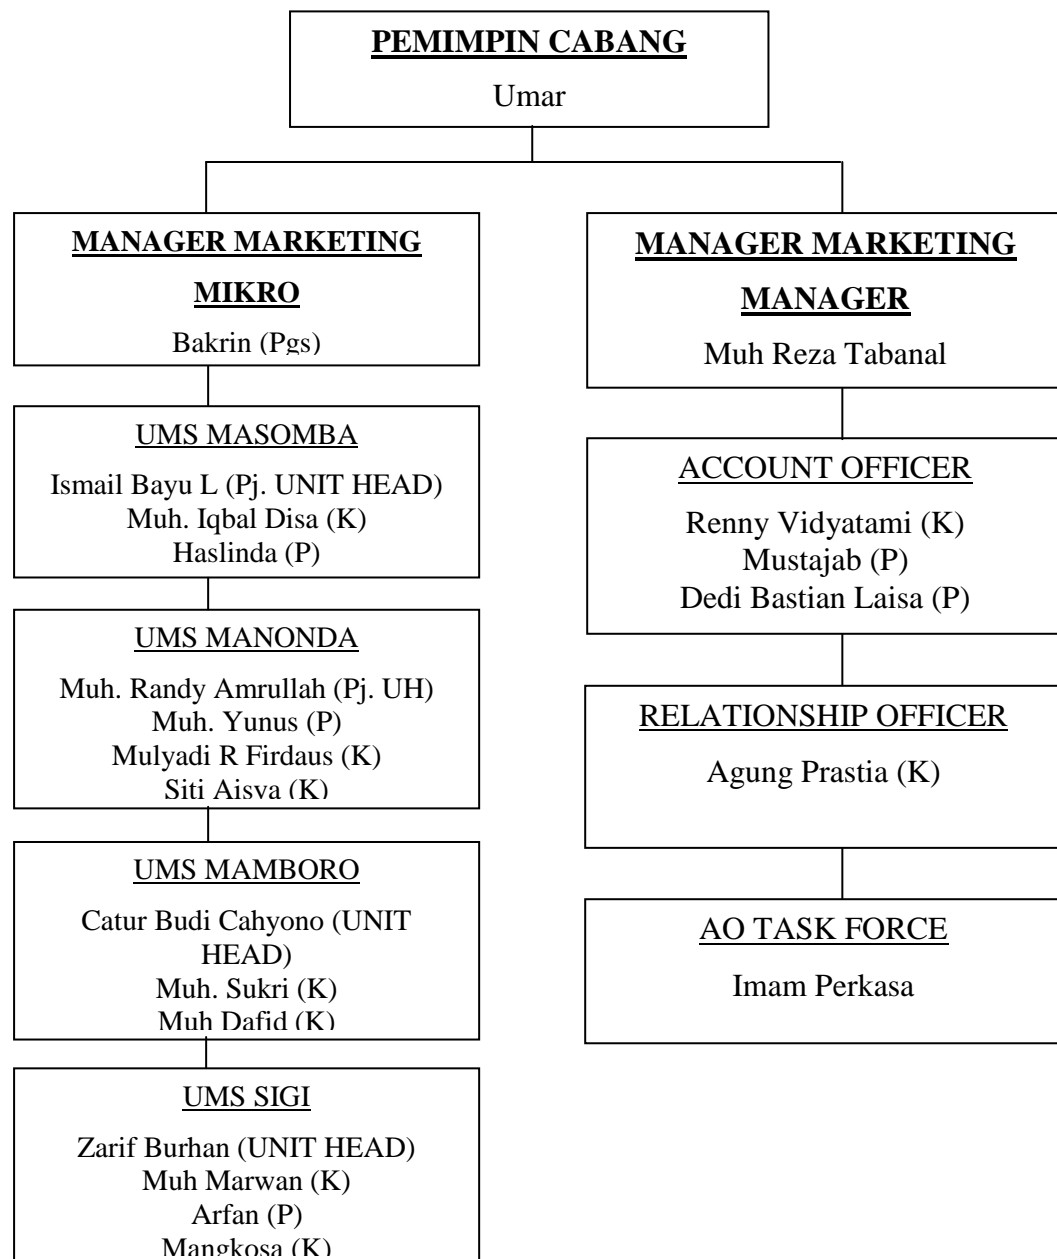 PEMIMPIN CABANG
Umar
MANAGER MARKETING
MIKRO
Bakrin (Pgs)
UMS MASOMBA
Ismail Bayu L (Pj. UNIT HEAD)
Muh. Iqbal Disa (K)
Haslinda (P)
UMS MANONDA
Muh. Randy Amrullah (Pj. UH)
Muh. Yunus (P)
Mulyadi R Firdaus (K)
Siti Aisya (K)
UMS MAMBORO
Catur Budi Cahyono (UNIT
HEAD)
Muh. Sukri (K)
Muh Dafid (K)
UMS SIGI
Zarif Burhan (UNIT HEAD)
Muh Marwan (K)
Arfan (P)
Mangkosa (K)
MANAGER MARKETING
MANAGER
Muh Reza Tabanal
ACCOUNT OFFICER
Renny Vidyatami (K)
Mustajab (P)
Dedi Bastian Laisa (P)
RELATIONSHIP OFFICER
Agung Prastia (K)
AO TASK FORCE
Imam Perkasa